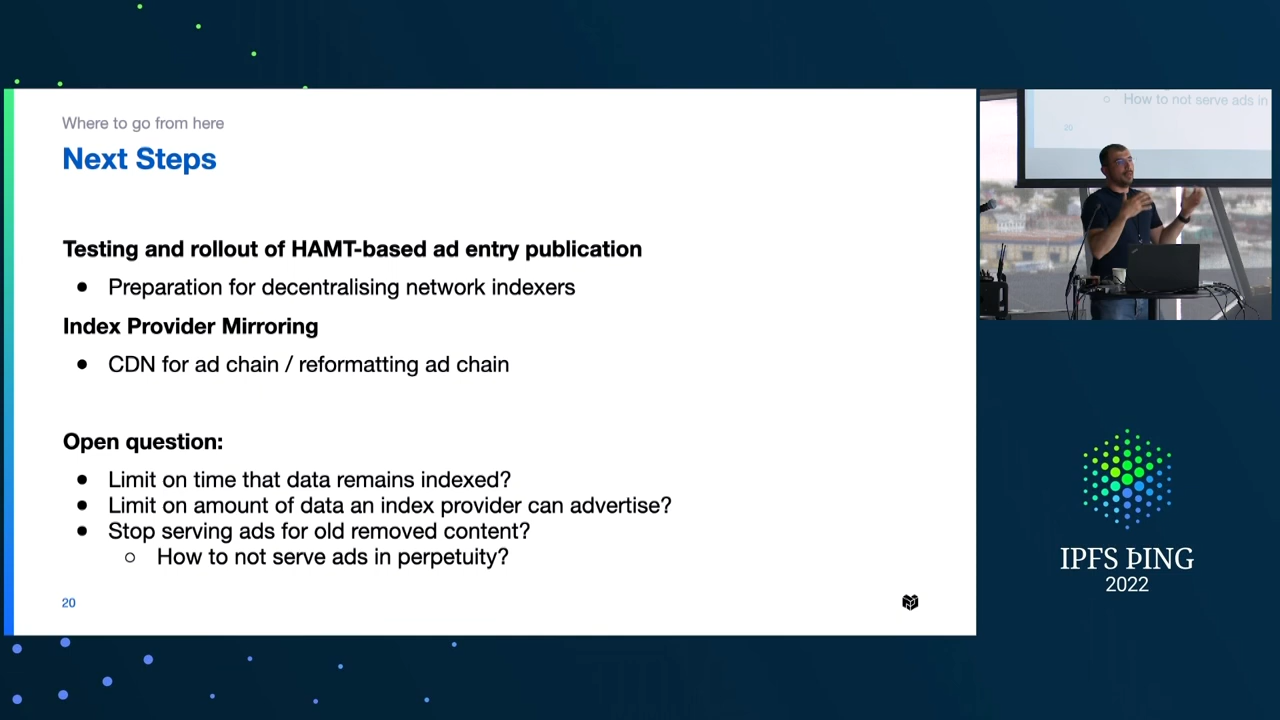 Where to go from here
Next Steps
Testing and rollout of HAMT-based ad entry publication
● Preparation for decentralising network indexers
Index Provider Mirroring
● CDN for ad chain / reformatting ad chain
Open question:
● Limit on time that data remains indexed?
● Limit on amount of data an index provider can advertise?
● Stop serving ads for old removed content?
○ How to not serve ads in perpetuity?
20
○ How to not serve ads in
20
IPFS ÞING
2022